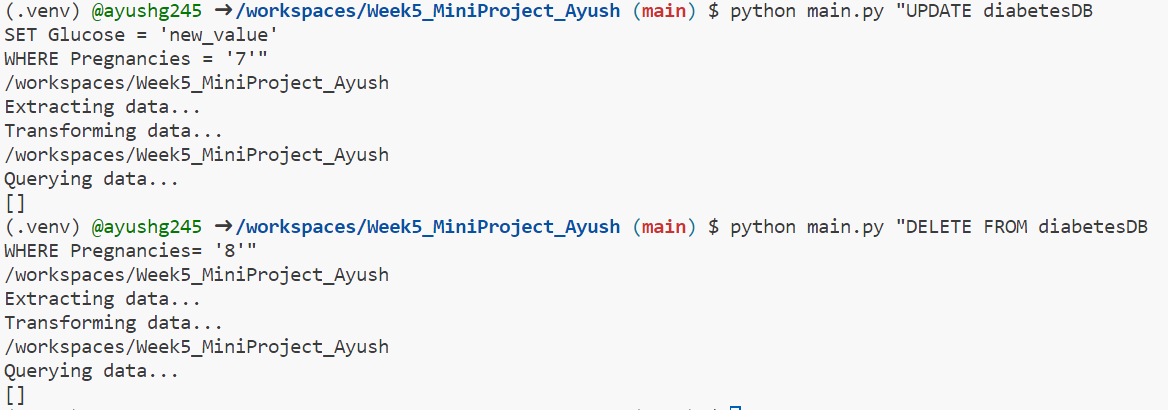 (.venv) @ayushg245 ➜/workspaces/Week5_MiniProject_Ayush (main) $ python main.py "UPDATE diabetesDB
SET Glucose = 'new_value'
WHERE Pregnancies = '7'"
/workspaces/Week5_MiniProject_Ayush
Extracting data...
Transforming data...
/workspaces/Week5_MiniProject_Ayush
Querying data...
[]
(.venv) @ayushg245 ➜/workspaces/Week5_MiniProject_Ayush (main) $ python main.py "DELETE FROM diabetesDB
WHERE Pregnancies= '8'"
/workspaces/Week5_MiniProject_Ayush
Extracting data...
Transforming data...
/workspaces/Week5_MiniProject_Ayush
Querying data...
[]